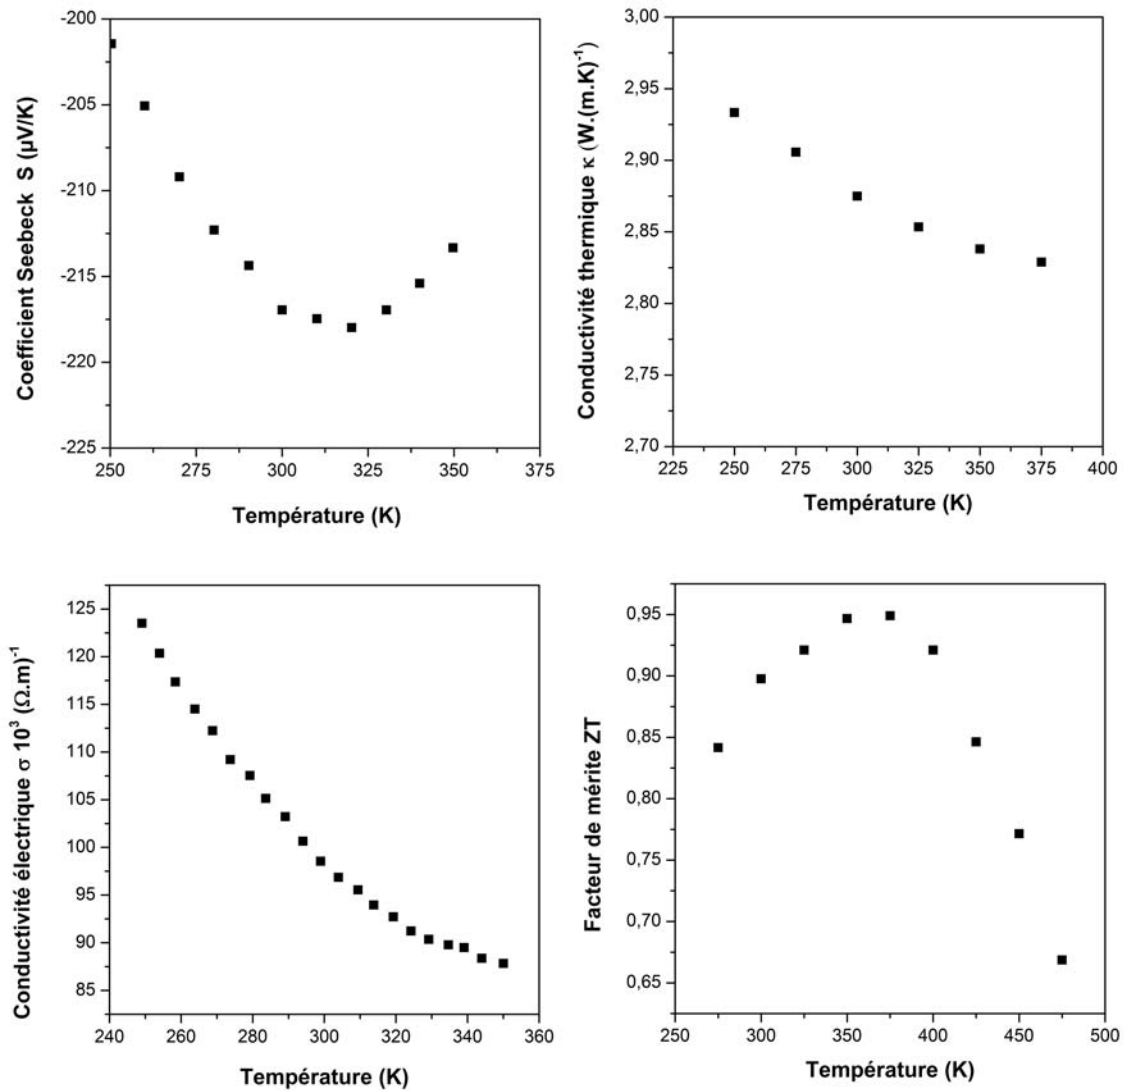 Coefficient Seebeck S (µV/K)
-200
-205
-210
-215
-220
-225
250 275 300 325 350 375
Température (K)
Conductivité thermique κ (W.(m.K)⁻¹)
3,00
2,95
2,90
2,85
2,80
2,75
2,70
225 250 275 300 325 350 375 400
Température (K)
Conductivité électrique σ 10³ (Ω.m)⁻¹
125
120
115
110
105
100
95
90
85
240 260 280 300 320 340 360
Température (K)
Facteur de mérite ZT
0,95
0,90
0,85
0,80
0,75
0,70
0,65
250 300 350 400 450 500
Température (K)